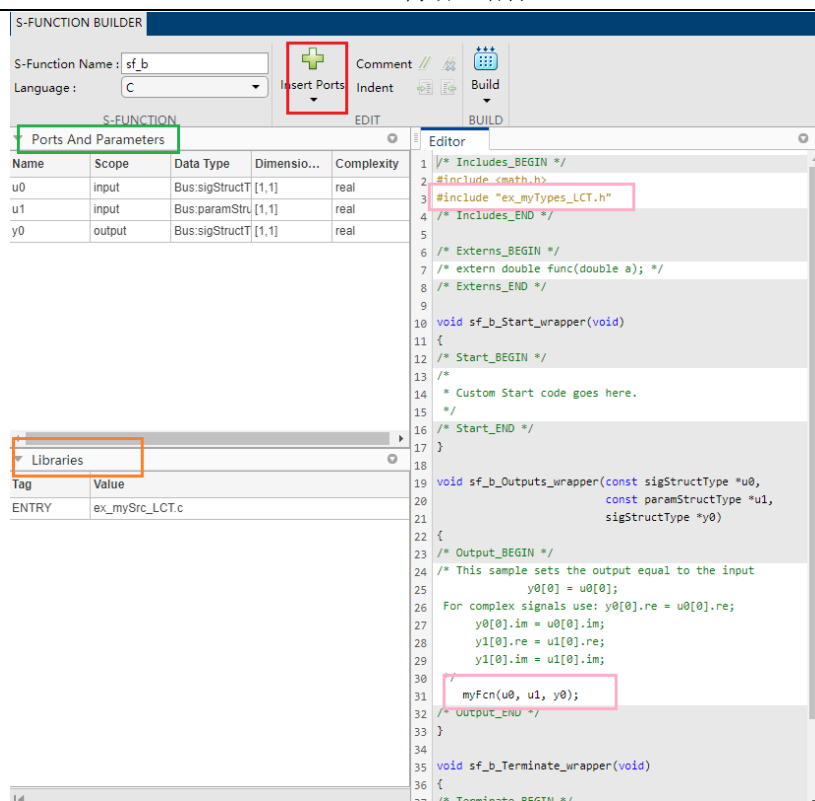 S-FUNCTION BUILDER
S-Function Name : sf_b
Language : C
Insert Ports
Comment
Indent
Build
S-FUNCTION
EDIT
BUILD
Ports And Parameters
Name Scope Data Type Dimensio... Complexity
u0 input Bus:sigStructT [1,1] real
u1 input Bus:paramStru [1,1] real
y0 output Bus:sigStructT [1,1] real
Libraries
Tag Value
ENTRY ex_mySrc_LCT.c
Editor
1 /* Includes_BEGIN */
2 #include <math.h>
3 #include "ex_myTypes_LCT.h"
4 /* Includes_END */
5
6 /* Externs_BEGIN */
7 /* extern double func(double a); */
8 /* Externs_END */
9
10 void sf_b_Start_wrapper(void)
11 {
12 /* Start_BEGIN */
13 /*
14  * Custom Start code goes here.
15  */
16 /* Start_END */
17 }
18
19 void sf_b_Outputs_wrapper(const sigStructType *u0,
20 const paramStructType *u1,
21 sigStructType *y0)
22 {
23 /* Output_BEGIN */
24 /* This sample sets the output equal to the input
25 y0[0] = u0[0];
26 For complex signals use: y0[0].re = u0[0].re;
27 y0[0].im = u0[0].im;
28 y1[0].re = u1[0].re;
29 y1[0].im = u1[0].im;
30 */
31 myFcn(u0, u1, y0);
32 /* Output_END */
33 }
34
35 void sf_b_Terminate_wrapper(void)
36 {
37 /* Terminate_BEGIN */